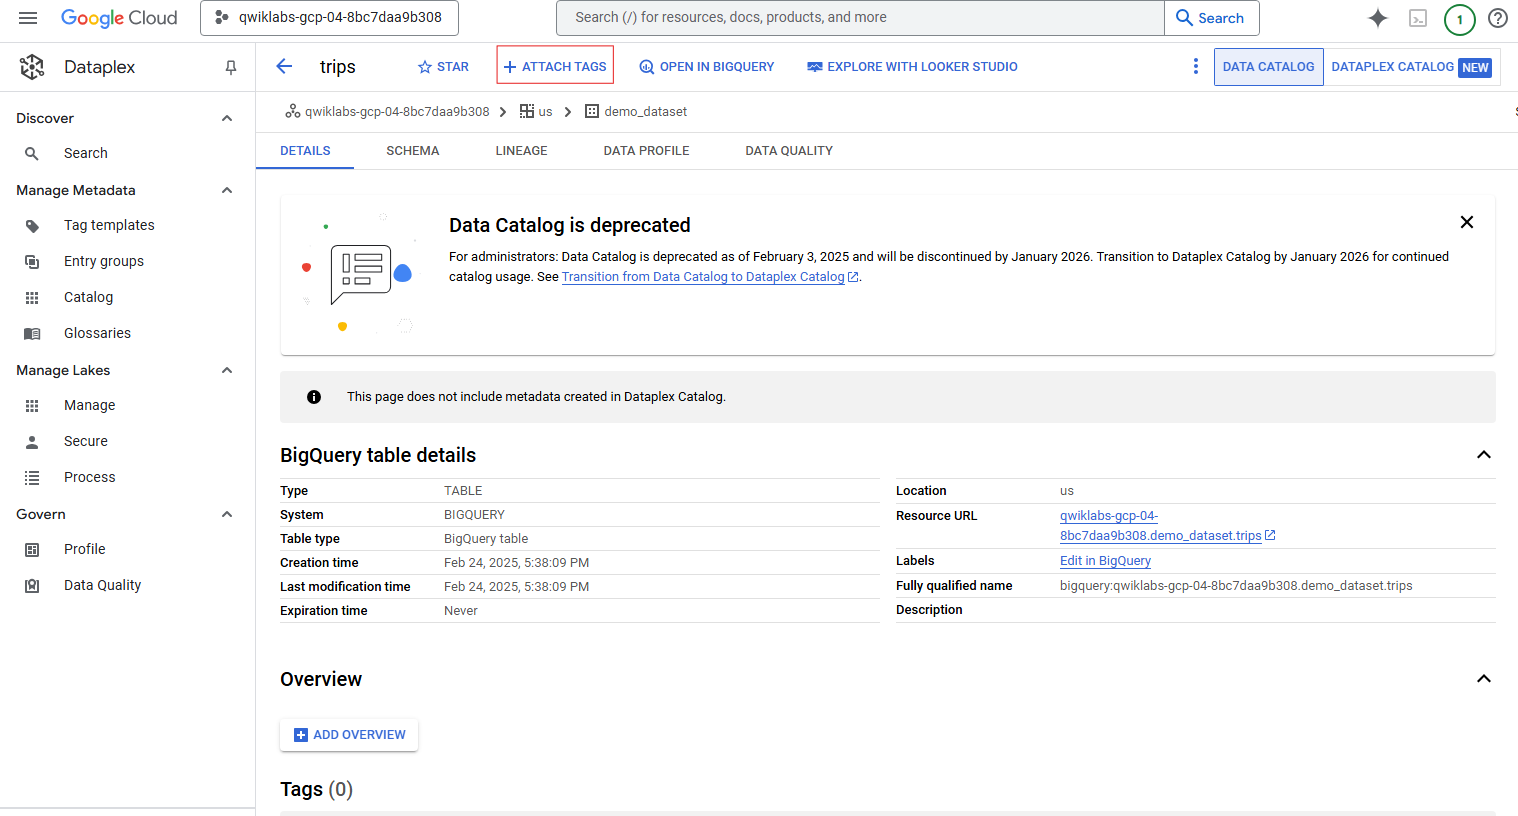 Google Cloud
qwiklabs-gcp-04-8bc7daa9b308
Search (/) for resources, docs, products, and more
Search
1
Dataplex
trips
STAR
ATTACH TAGS
OPEN IN BIGQUERY
EXPLORE WITH LOOKER STUDIO
DATA CATALOG
DATAPLEX CATALOG NEW
Discover
Search
Manage Metadata
Tag templates
Entry groups
Catalog
Glossaries
Manage Lakes
Manage
Secure
Process
Govern
Profile
Data Quality
qwiklabs-gcp-04-8bc7daa9b308
us
demo_dataset
DETAILS
SCHEMA
LINEAGE
DATA PROFILE
DATA QUALITY
Data Catalog is deprecated
For administrators: Data Catalog is deprecated as of February 3, 2025 and will be discontinued by January 2026. Transition to Dataplex Catalog by January 2026 for continued
catalog usage. See Transition from Data Catalog to Dataplex Catalog.
This page does not include metadata created in Dataplex Catalog.
BigQuery table details
Type TABLE
System BIGQUERY
Table type BigQuery table
Creation time Feb 24, 2025, 5:38:09 PM
Last modification time Feb 24, 2025, 5:38:09 PM
Expiration time Never
Location us
Resource URL qwiklabs-gcp-04-
8bc7daa9b308.demo_dataset.trips
Labels Edit in BigQuery
Fully qualified name bigquery:qwiklabs-gcp-04-8bc7daa9b308.demo_dataset.trips
Description
Overview
ADD OVERVIEW
Tags (0)